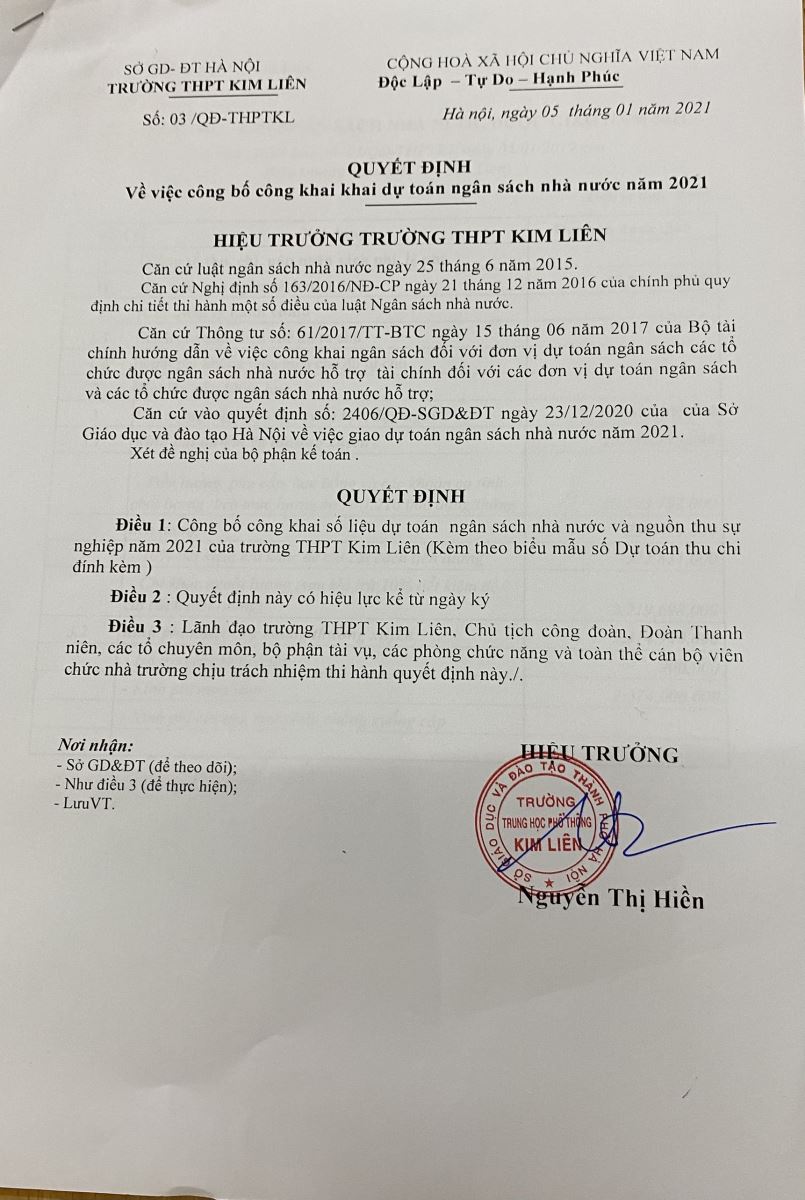 SỞ GD- ĐT HÀ NỘI
TRƯỜNG THPT KIM LIÊN
Số: 03 /QĐ-THPTKL
CỘNG HOÀ XÃ HỘI CHỦ NGHĨA VIỆT NAM
Độc Lập – Tự Do – Hạnh Phúc
Hà nội, ngày 05 tháng 01 năm 2021
QUYẾT ĐỊNH
Về việc công bố công khai khai dự toán ngân sách nhà nước năm 2021
HIỆU TRƯỞNG TRƯỜNG THPT KIM LIÊN
Căn cứ luật ngân sách nhà nước ngày 25 tháng 6 năm 2015.
Căn cứ Nghị định số 163/2016/NĐ-CP ngày 21 tháng 12 năm 2016 của chính phủ quy
định chi tiết thi hành một số điều của luật Ngân sách nhà nước.
Căn cứ Thông tư số: 61/2017/TT-BTC ngày 15 tháng 06 năm 2017 của Bộ tài
chính hướng dẫn về việc công khai ngân sách đối với đơn vị dự toán ngân sách các tổ
chức được ngân sách nhà nước hỗ trợ tài chính đối với các đơn vị dự toán ngân sách
và các tổ chức được ngân sách nhà nước hỗ trợ;
Căn cứ vào quyết định số: 2406/QĐ-SGD&ĐT ngày 23/12/2020 của của Sở
Giáo dục và đào tạo Hà Nội về việc giao dự toán ngân sách nhà nước năm 2021.
Xét đề nghị của bộ phận kế toán .
QUYẾT ĐỊNH
Điều 1: Công bố công khai số liệu dự toán ngân sách nhà nước và nguồn thu sự
nghiệp năm 2021 của trường THPT Kim Liên (Kèm theo biểu mẫu số Dự toán thu chi
đính kèm )
Điều 2 : Quyết định này có hiệu lực kể từ ngày ký
Điều 3 : Lãnh đạo trường THPT Kim Liên, Chủ tịch công đoàn, Đoàn Thanh
niên, các tổ chuyên môn, bộ phận tài vụ, các phòng chức năng và toàn thể cán bộ viên
chức nhà trường chịu trách nhiệm thi hành quyết định này./.
Nơi nhận:
- Sở GD&ĐT (để theo dõi);
- Như điều 3 (để thực hiện);
- LưuVT.
HIỆU TRƯỞNG
SỞ GIÁO DỤC VÀ ĐÀO TẠO THÀNH PHỐ HÀ NỘI
TRƯỜNG
TRUNG HỌC PHỔ THÔNG
KIM LIÊN
Nguyễn Thị Hiền